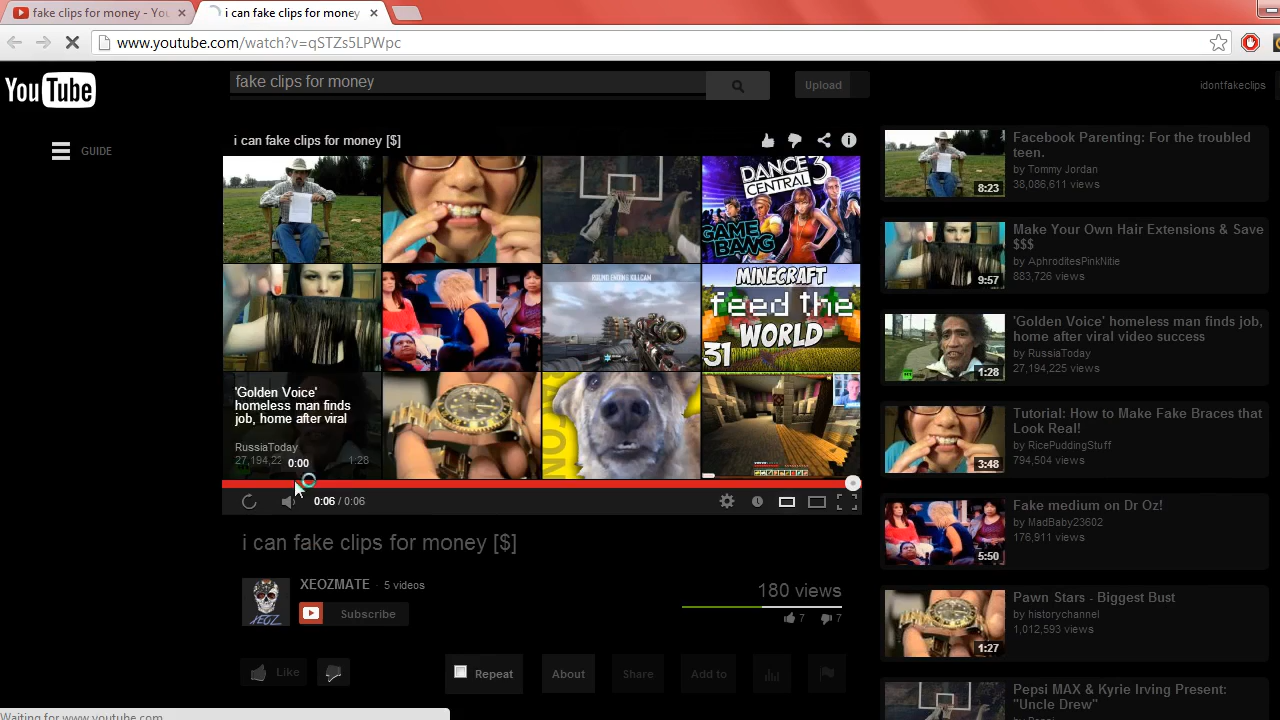 fake clips for money - You
i can fake clips for money
www.youtube.com/watch?v=qSTZs5LPWpc
YouTube
fake clips for money
Upload
idontfakeclips
GUIDE
i can fake clips for money [$]
DANCE
CENTRAL 3
GAME
BANG
ROUND ENDING KILLCAM
MINECRAFT
feed the
WORLD
31
'Golden Voice'
homeless man finds
job, home after viral
RussiaToday
27,194,22
1:28
0:00
0:06 / 0:06
i can fake clips for money [$]
XEOZMATE · 5 videos
XEOZ
Subscribe
180 views
7 7
Like
Repeat
About
Share
Add to
Facebook Parenting: For the troubled
teen.
by Tommy Jordan
38,086,611 views
8:23
Make Your Own Hair Extensions & Save
$$$
by AphroditesPinkNitie
883,726 views
9:57
'Golden Voice' homeless man finds job,
home after viral video success
by RussiaToday
27,194,225 views
1:28
Tutorial: How to Make Fake Braces that
Look Real!
by RicePuddingStuff
794,504 views
3:48
Fake medium on Dr Oz!
by MadBaby23602
176,911 views
5:50
Pawn Stars - Biggest Bust
by historychannel
1,012,593 views
1:27
Pepsi MAX & Kyrie Irving Present:
"Uncle Drew"
by Pepsi
Waiting for www.youtube.com